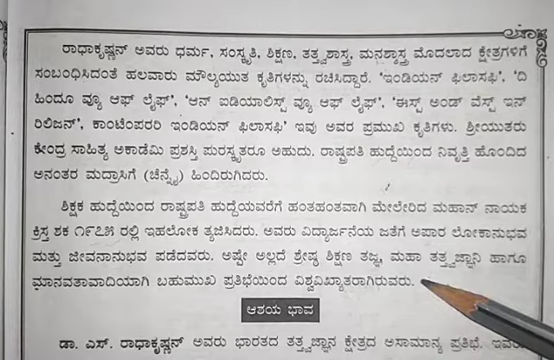 ರಾಧಾಕೃಷ್ಣನ್ ಅವರು ಧರ್ಮ, ಸಂಸ್ಕೃತಿ, ಶಿಕ್ಷಣ, ತತ್ವಶಾಸ್ತ್ರ, ಮನಶ್ಶಾಸ್ತ್ರ ಮೊದಲಾದ ಕ್ಷೇತ್ರಗಳಿಗೆ
ಸಂಬಂಧಿಸಿದಂತೆ ಹಲವಾರು ಮೌಲ್ಯಯುತ ಕೃತಿಗಳನ್ನು ರಚಿಸಿದ್ದಾರೆ. 'ಇಂಡಿಯನ್ ಫಿಲಾಸಫಿ', 'ದಿ
ಹಿಂದೂ ವ್ಯೂ ಆಫ್ ಲೈಫ್', 'ಆನ್ ಐಡಿಯಾಲಿಸ್ಟ್ ವ್ಯೂ ಆಫ್ ಲೈಫ್', 'ಈಸ್ಟ್ ಅಂಡ್ ವೆಸ್ಟ್ ಇನ್
ರಿಲಿಜನ್', ಕಾಂಟೆಂಪರರಿ ಇಂಡಿಯನ್ ಫಿಲಾಸಫಿ' ಇವು ಅವರ ಪ್ರಮುಖ ಕೃತಿಗಳು. ಶ್ರೀಯುತರು
ಕೇಂದ್ರ ಸಾಹಿತ್ಯ ಅಕಾಡೆಮಿ ಪ್ರಶಸ್ತಿ ಪುರಸ್ಕೃತರೂ ಅಹುದು. ರಾಷ್ಟ್ರಪತಿ ಹುದ್ದೆಯಿಂದ ನಿವೃತ್ತಿ ಹೊಂದಿದ
ಅನಂತರ ಮದ್ರಾಸಿಗೆ (ಚೆನ್ನೈ) ಹಿಂದಿರುಗಿದರು.
ಶಿಕ್ಷಕ ಹುದ್ದೆಯಿಂದ ರಾಷ್ಟ್ರಪತಿ ಹುದ್ದೆಯವರೆಗೆ ಹಂತಹಂತವಾಗಿ ಮೇಲೇರಿದ ಮಹಾನ್ ನಾಯಕ
ಕ್ರಿಸ್ತ ಶಕ ೧೯೭೫ ರಲ್ಲಿ ಇಹಲೋಕ ತ್ಯಜಿಸಿದರು. ಅವರು ವಿದ್ಯಾರ್ಜನೆಯ ಜತೆಗೆ ಅಪಾರ ಲೋಕಾನುಭವ
ಮತ್ತು ಜೀವನಾನುಭವ ಪಡೆದವರು. ಅಷ್ಟೇ ಅಲ್ಲದೆ ಶ್ರೇಷ್ಠ ಶಿಕ್ಷಣ ತಜ್ಞ, ಮಹಾ ತತ್ತ್ವಜ್ಞಾನಿ ಹಾಗೂ
ಮಾನವತಾವಾದಿಯಾಗಿ ಬಹುಮುಖ ಪ್ರತಿಭೆಯಿಂದ ವಿಶ್ವವಿಖ್ಯಾತರಾಗಿರುವರು.
ಆಶಯ ಭಾವ
ಡಾ. ಎಸ್. ರಾಧಾಕೃಷ್ಣನ್ ಅವರು ಭಾರತದ ತತ್ತ್ವಜ್ಞಾನ ಕ್ಷೇತ್ರದ ಅಸಾಮಾನ್ಯ ಪ್ರತಿಭೆ.